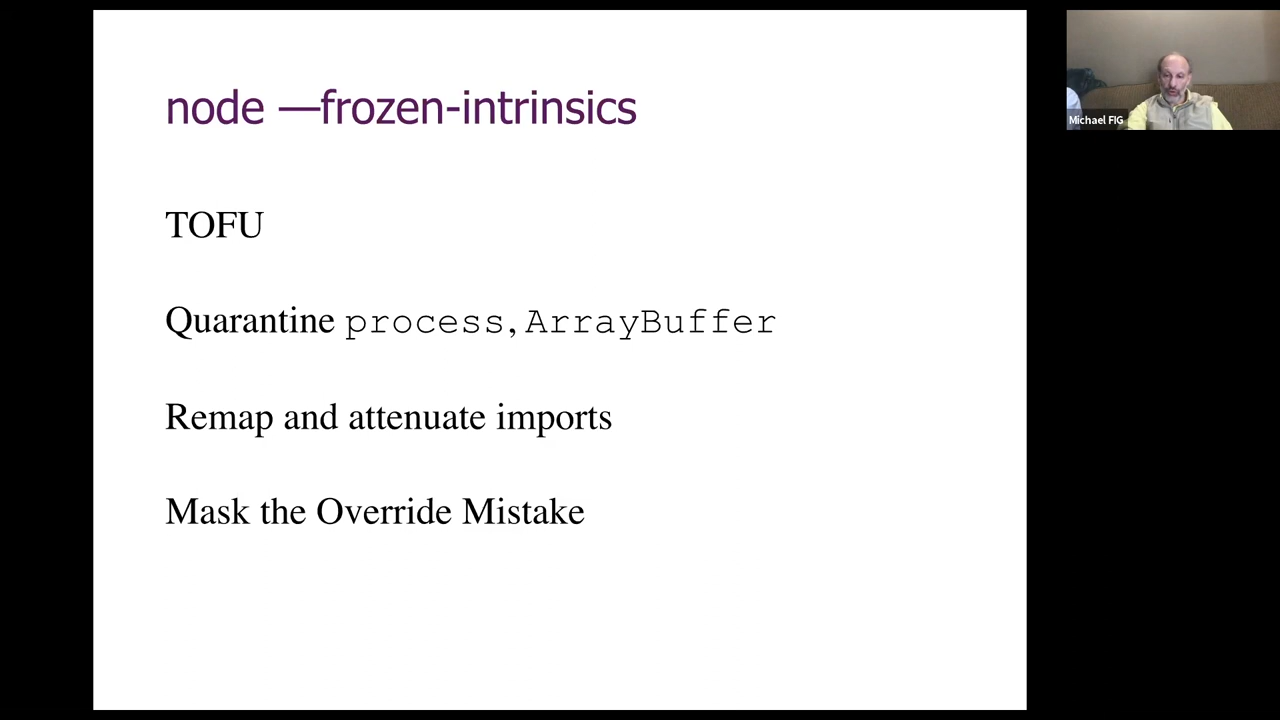 node —frozen-intrinsics
TOFU
Quarantine process, ArrayBuffer
Remap and attenuate imports
Mask the Override Mistake
Michael FIG